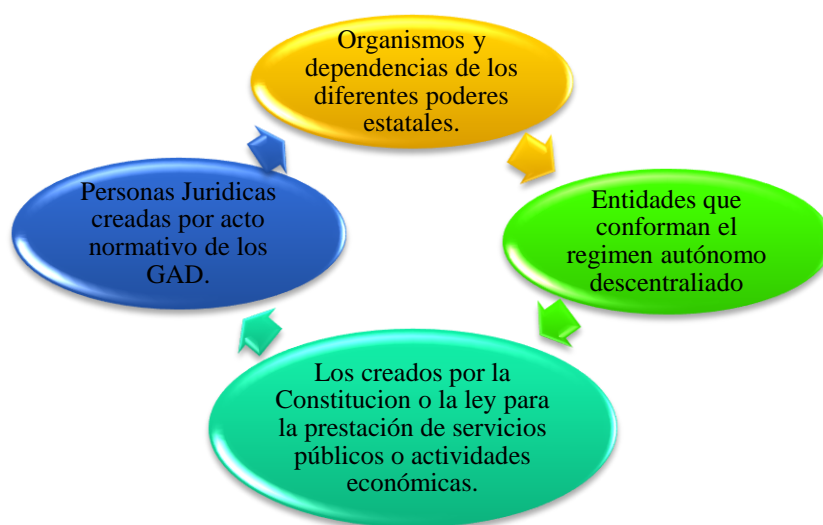 Organismos y
dependencias de los
diferentes poderes
estatales.
Entidades que
conforman el
regimen autónomo
descentraliado
Los creados por la
Constitucion o la ley para
la prestación de servicios
públicos o actividades
económicas.
Personas Juridicas
creadas por acto
normativo de los
GAD.